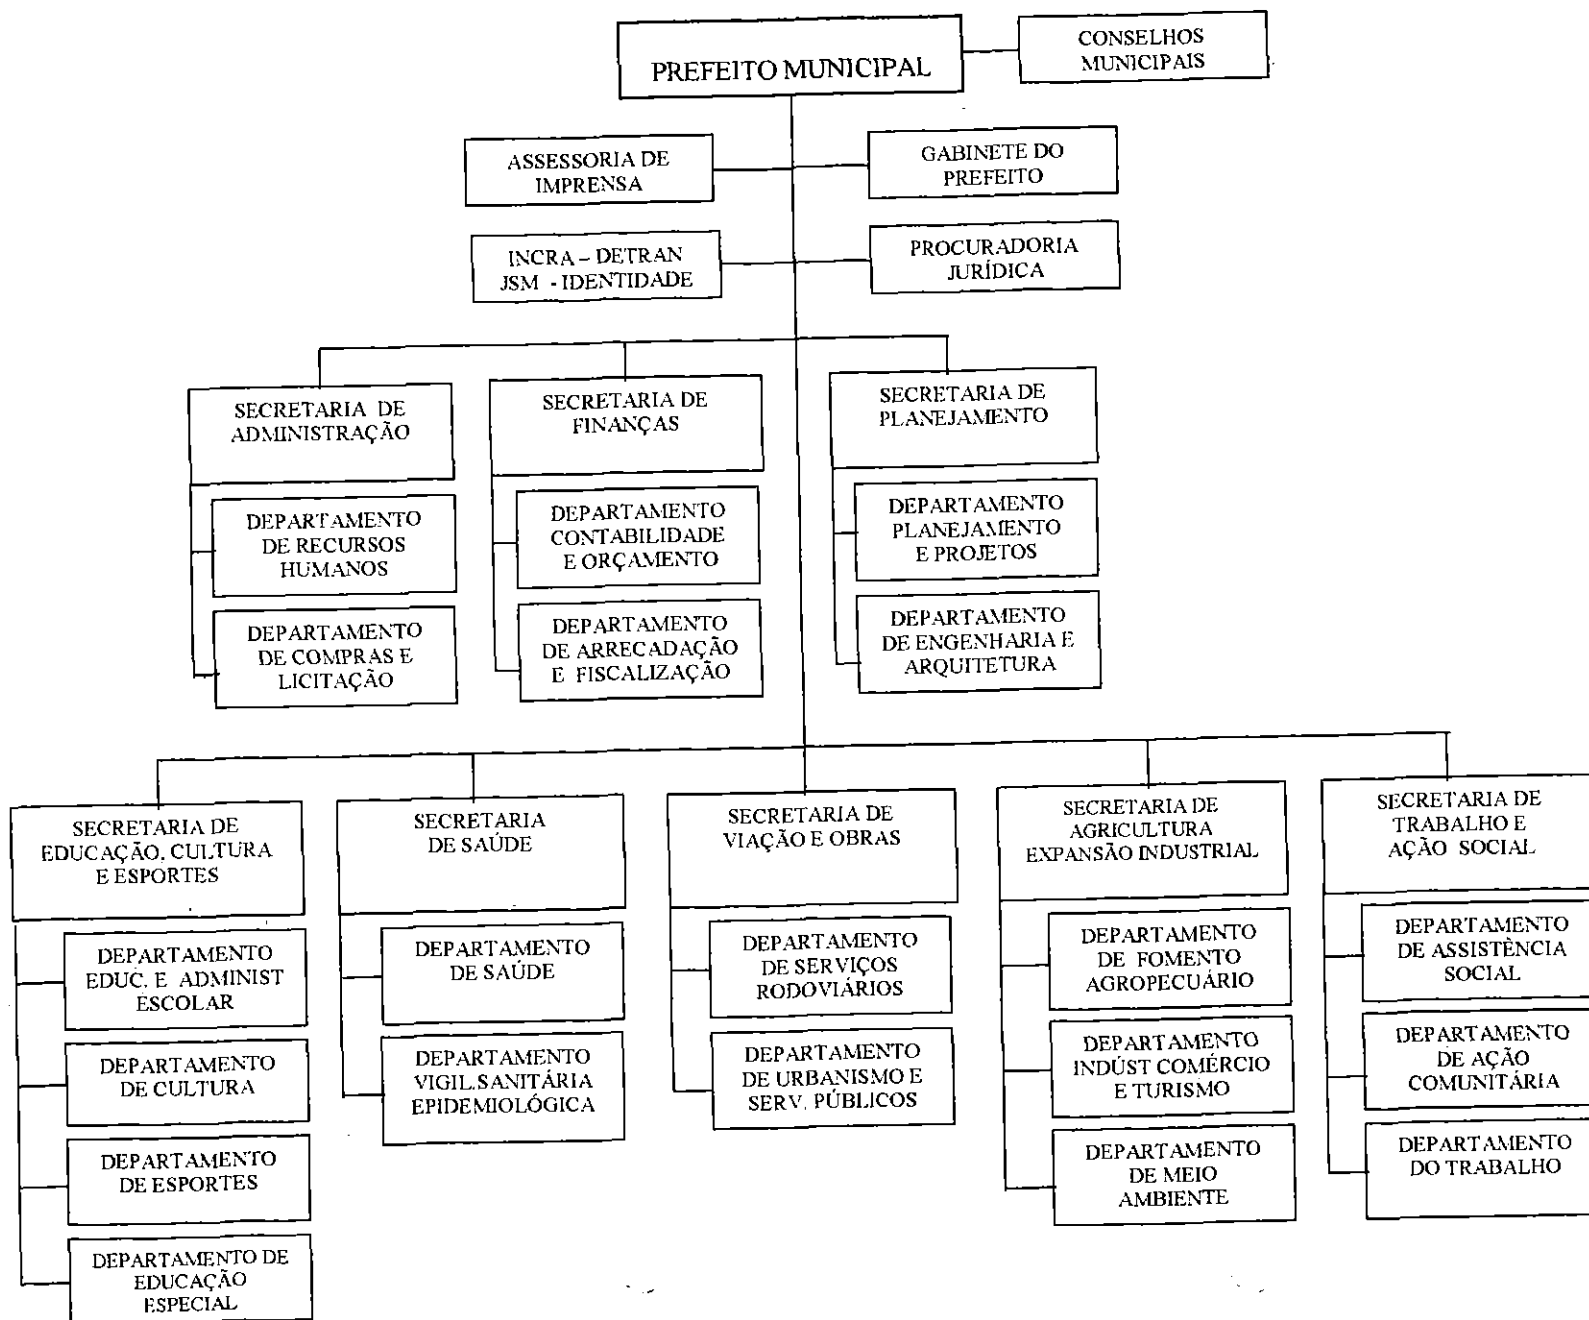 PREFEITO MUNICIPAL
CONSELHOS
MUNICIPAIS
ASSESSORIA DE
IMPRENSA
GABINETE DO
PREFEITO
INCRA – DETRAN
JSM - IDENTIDADE
PROCURADORIA
JURÍDICA
SECRETARIA DE
ADMINISTRAÇÃO
SECRETARIA DE
FINANÇAS
SECRETARIA DE
PLANEJAMENTO
DEPARTAMENTO
DE RECURSOS
HUMANOS
DEPARTAMENTO
CONTABILIDADE
E ORÇAMENTO
DEPARTAMENTO
PLANEJAMENTO
E PROJETOS
DEPARTAMENTO
DE COMPRAS E
LICITAÇÃO
DEPARTAMENTO
DE ARRECADAÇÃO
E FISCALIZAÇÃO
DEPARTAMENTO
DE ENGENHARIA E
ARQUITETURA
SECRETARIA DE
EDUCAÇÃO, CULTURA
E ESPORTES
SECRETARIA
DE SAÚDE
SECRETARIA DE
VIAÇÃO E OBRAS
SECRETARIA DE
AGRICULTURA
EXPANSÃO INDUSTRIAL
SECRETARIA DE
TRABALHO E
AÇÃO SOCIAL
DEPARTAMENTO
EDUC. E ADMINIST
ESCOLAR
DEPARTAMENTO
DE CULTURA
DEPARTAMENTO
DE ESPORTES
DEPARTAMENTO DE
EDUCAÇÃO
ESPECIAL
DEPARTAMENTO
DE SAÚDE
DEPARTAMENTO
VIGIL.SANITÁRIA
EPIDEMIOLÓGICA
DEPARTAMENTO
DE SERVIÇOS
RODOVIÁRIOS
DEPARTAMENTO
DE URBANISMO E
SERV. PÚBLICOS
DEPARTAMENTO
DE FOMENTO
AGROPECUÁRIO
DEPARTAMENTO
INDÚST COMÉRCIO
E TURISMO
DEPARTAMENTO
DE MEIO
AMBIENTE
DEPARTAMENTO
DE ASSISTÊNCIA
SOCIAL
DEPARTAMENTO
DE AÇÃO
COMUNITÁRIA
DEPARTAMENTO
DO TRABALHO